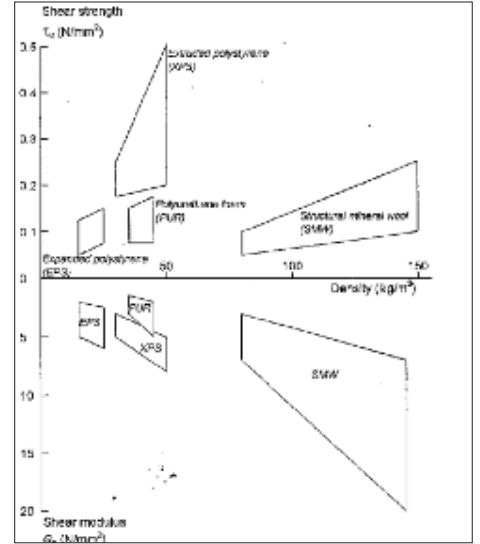 Shear strength
τu (N/mm²)
0.5
0.4
0.3
0.2
0.1
0
Extruded polystyrene
(XPS)
Polyurethane foam
(PUR)
Structural mineral wool
(SMW)
Expanded polystyrene
(EPS)
50
100
150
Density (kg/m³)
EPS
PUR
XPS
SMW
5
10
15
20
Shear modulus
(N/mm²)